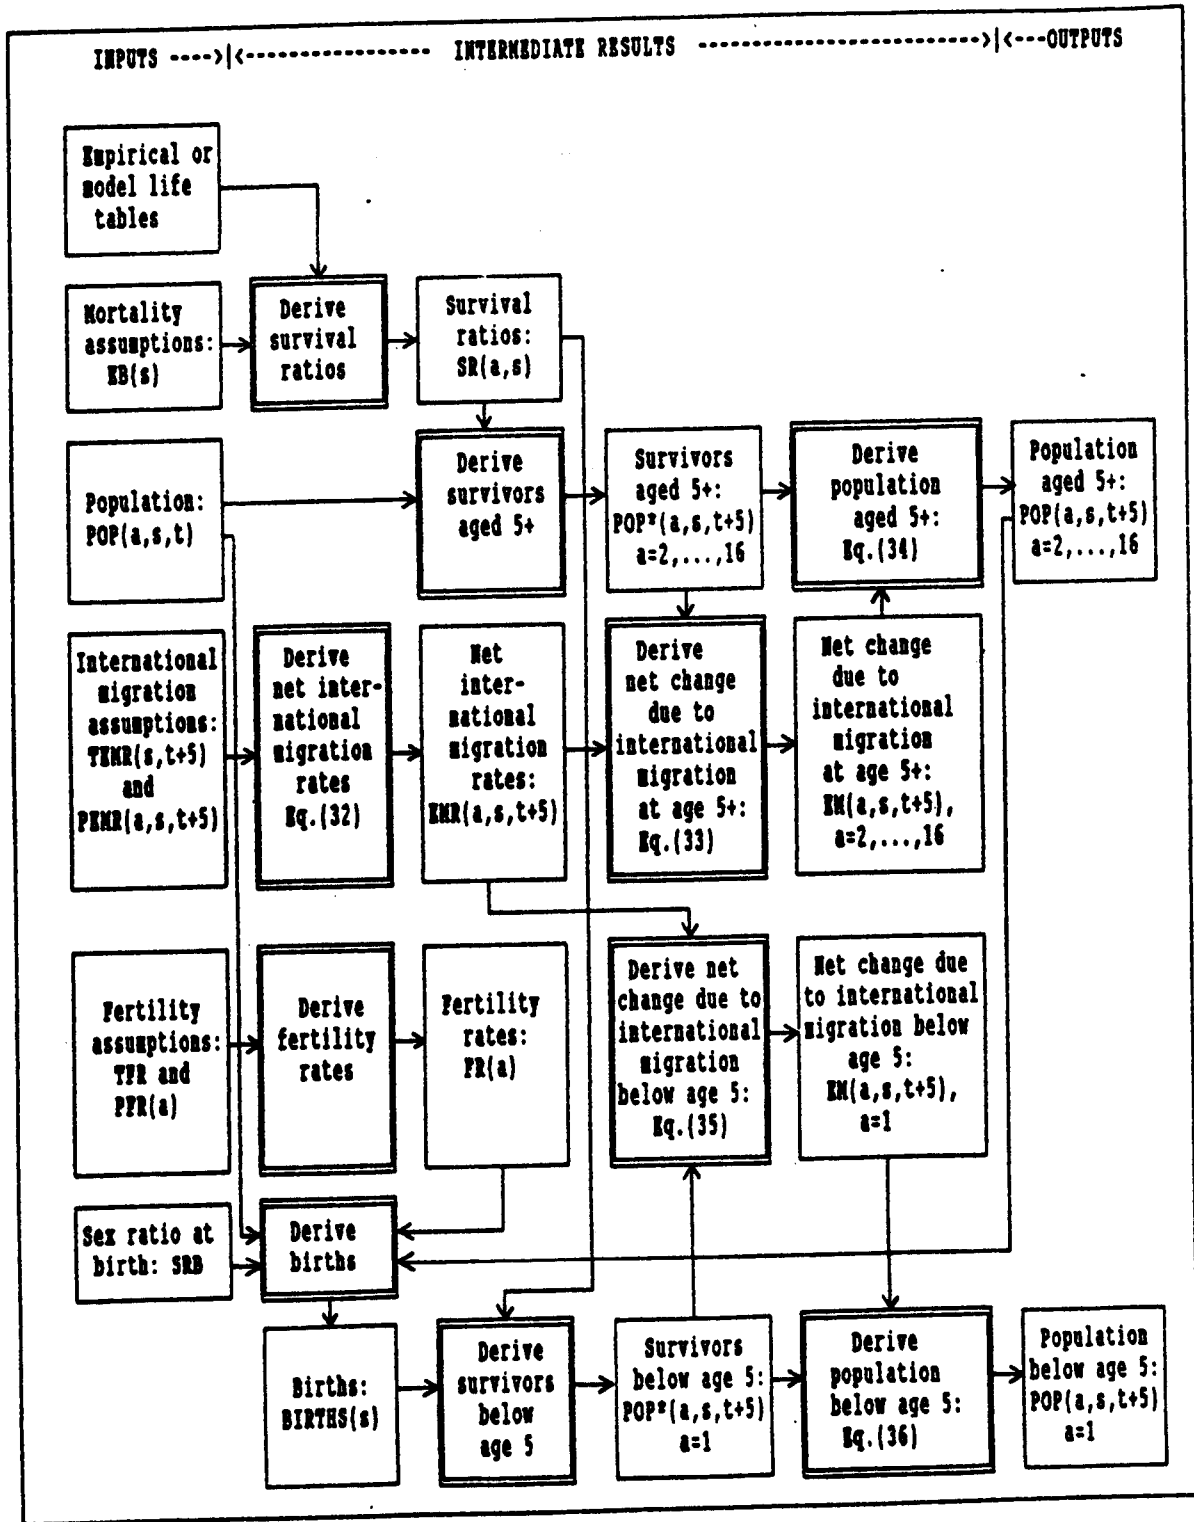 INPUTS ---->|<---------------- INTERMEDIATE RESULTS ------------------------->|<---OUTPUTS
Empirical or
model life
tables
Mortality
assumptions:
EB(s)
Derive
survival
ratios
Survival
ratios:
SR(a,s)
Population:
POP(a,s,t)
Derive
survivors
aged 5+
Survivors
aged 5+:
POP*(a,s,t+5)
a=2,...,16
Derive
population
aged 5+:
Eq.(34)
Population
aged 5+:
POP(a,s,t+5)
a=2,...,16
International
migration
assumptions:
TEMR(s,t+5)
and
PEMR(a,s,t+5)
Derive
net inter-
national
migration
rates
Eq.(32)
Net
inter-
national
migration
rates:
EMR(a,s,t+5)
Derive
net change
due to
international
migration
at age 5+:
Eq.(33)
Net change
due to
international
migration
at age 5+:
EM(a,s,t+5),
a=2,...,16
Fertility
assumptions:
TFR and
PFR(a)
Derive
fertility
rates
Fertility
rates:
FR(a)
Derive net
change due to
international
migration
below age 5:
Eq.(35)
Net change due
to international
migration below
age 5:
EM(a,s,t+5),
a=1
Sex ratio at
birth: SRB
Derive
births
Births:
BIRTHS(s)
Derive
survivors
below
age 5
Survivors
below age 5:
POP*(a,s,t+5)
a=1
Derive
population
below age 5:
Eq.(36)
Population
below age 5:
POP(a,s,t+5)
a=1